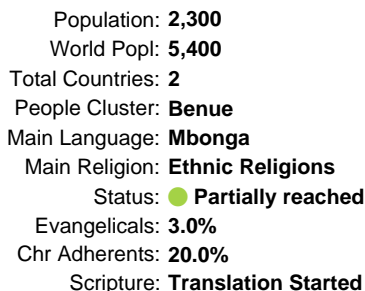 Population: 2,300
World Popl: 5,400
Total Countries: 2
People Cluster: Benue
Main Language: Mbonga
Main Religion: Ethnic Religions
Status: Partially reached
Evangelicals: 3.0%
Chr Adherents: 20.0%
Scripture: Translation Started